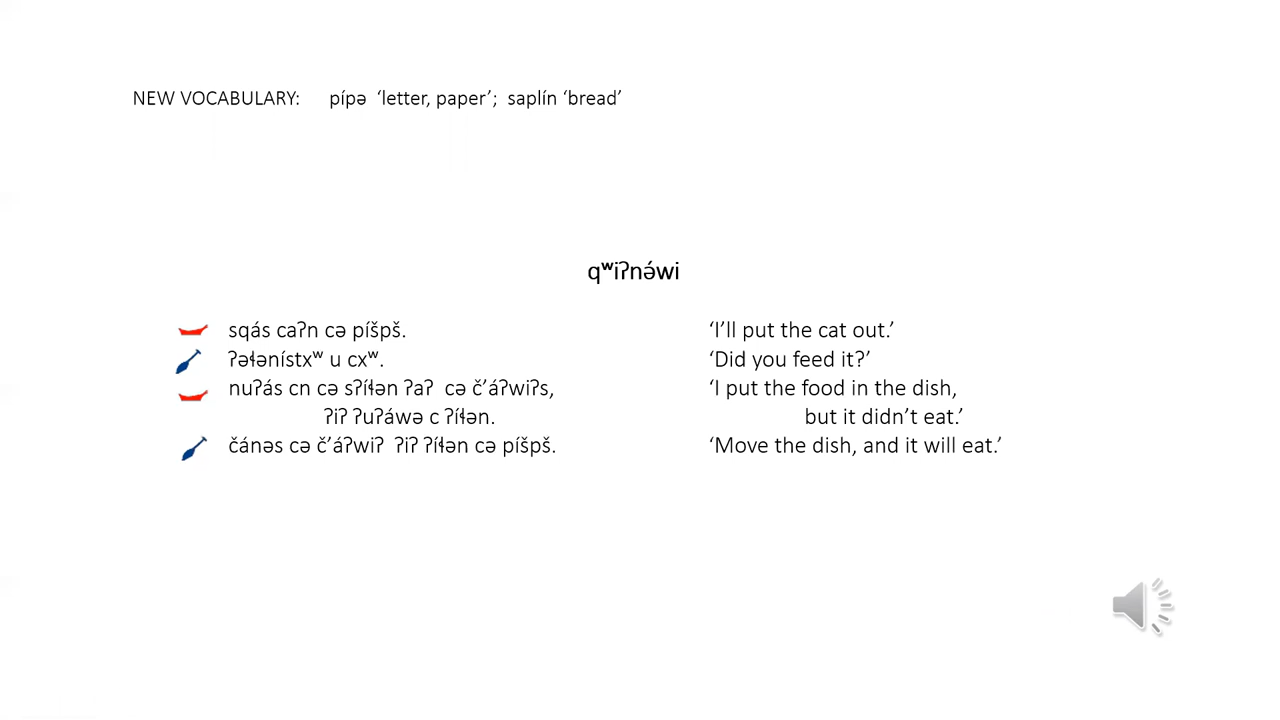 NEW VOCABULARY: pípə ‘letter, paper’; saplín ‘bread’
qʷiʔnə́wi
sqás caʔn cə píšpš. ‘I’ll put the cat out.’
ʔəɬənístxʷ u cxʷ. ‘Did you feed it?’
nuʔás cn cə sʔíɬən ʔaʔ cə č’áʔwiʔs, ‘I put the food in the dish,
ʔiʔ ʔuʔáwə c ʔíɬən. but it didn’t eat.’
čánəs cə č’áʔwiʔ ʔiʔ ʔíɬən cə píšpš. ‘Move the dish, and it will eat.’